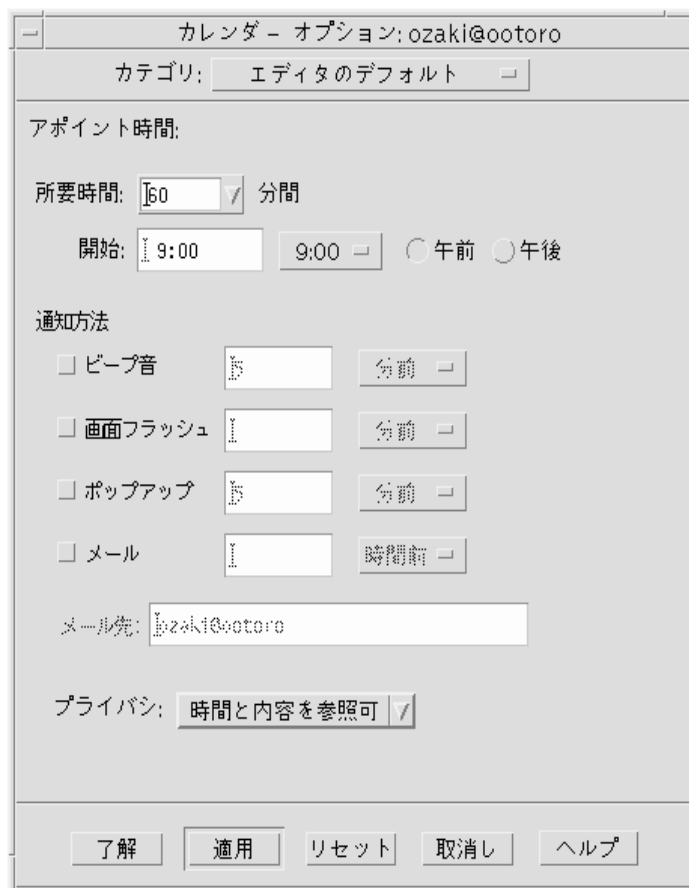 カレンダ – オプション: ozaki@ootoro
カテゴリ: エディタのデフォルト
アポイント時間:
所要時間: 60 分間
開始: 9:00 9:00 午前 午後
通知方法
ビープ音 5 分前
画面フラッシュ 分前
ポップアップ 5 分前
メール 時間前
メール先: ozaki@ootoro
プライバシ: 時間と内容を参照可
了解 適用 リセット 取消し ヘルプ